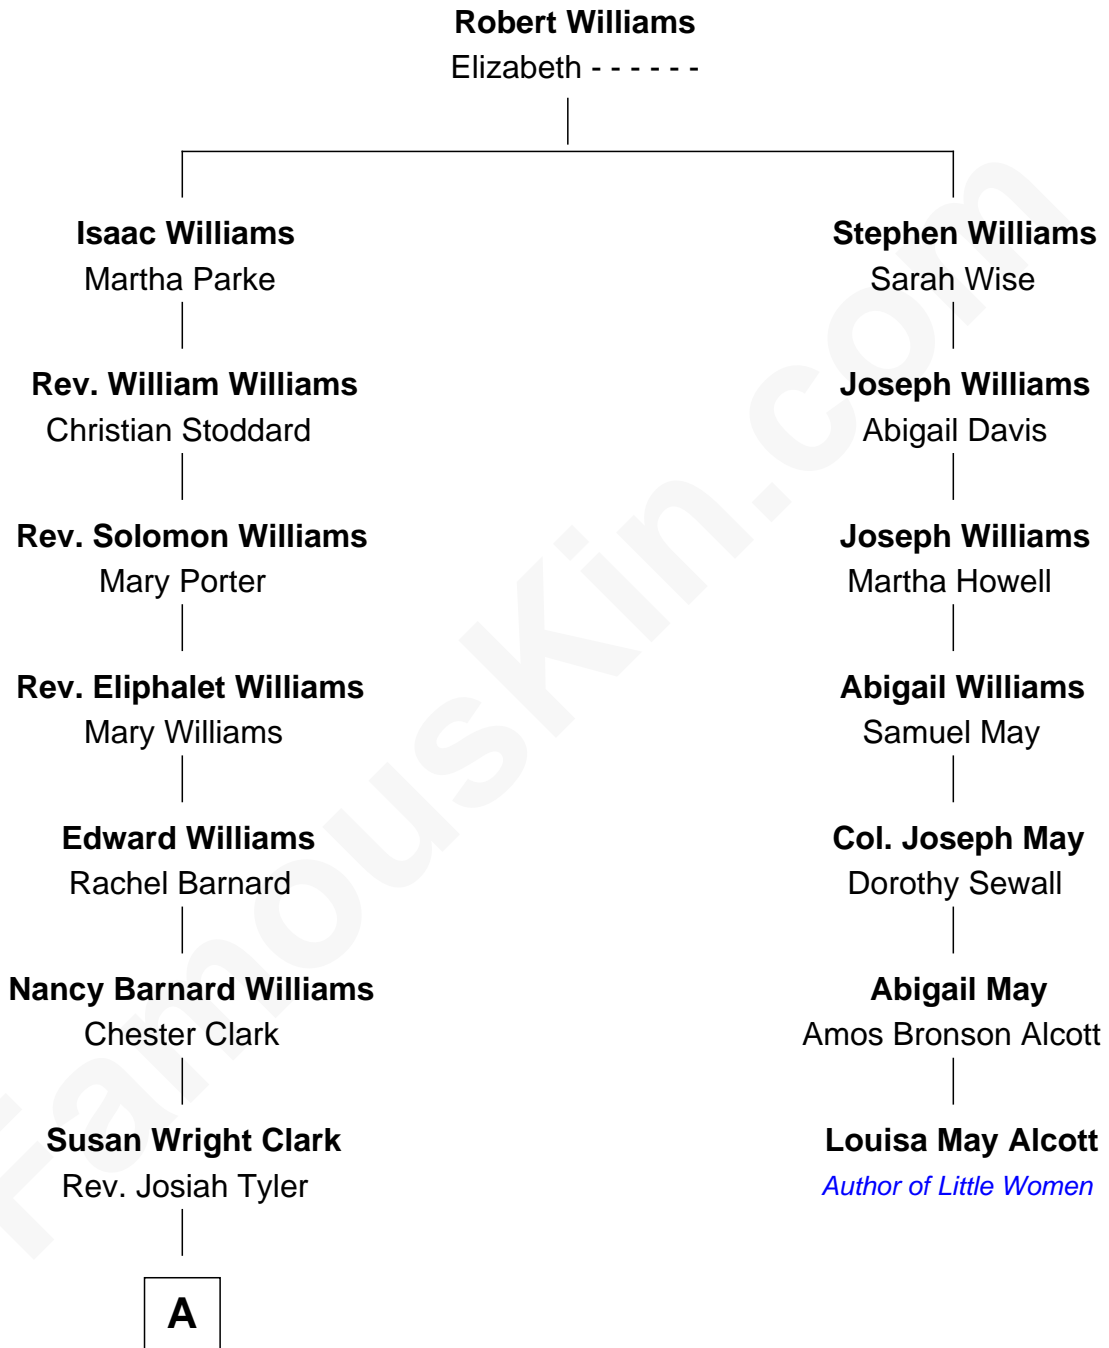 Robert Williams
Elizabeth - - - - - -
Isaac Williams
Martha Parke
Stephen Williams
Sarah Wise
Rev. William Williams
Christian Stoddard
Joseph Williams
Abigail Davis
Rev. Solomon Williams
Mary Porter
Joseph Williams
Martha Howell
Rev. Eliphalet Williams
Mary Williams
Abigail Williams
Samuel May
Edward Williams
Rachel Barnard
Col. Joseph May
Dorothy Sewall
Nancy Barnard Williams
Chester Clark
Abigail May
Amos Bronson Alcott
Susan Wright Clark
Rev. Josiah Tyler
Louisa May Alcott
Author of Little Women
A
FamousKin.com